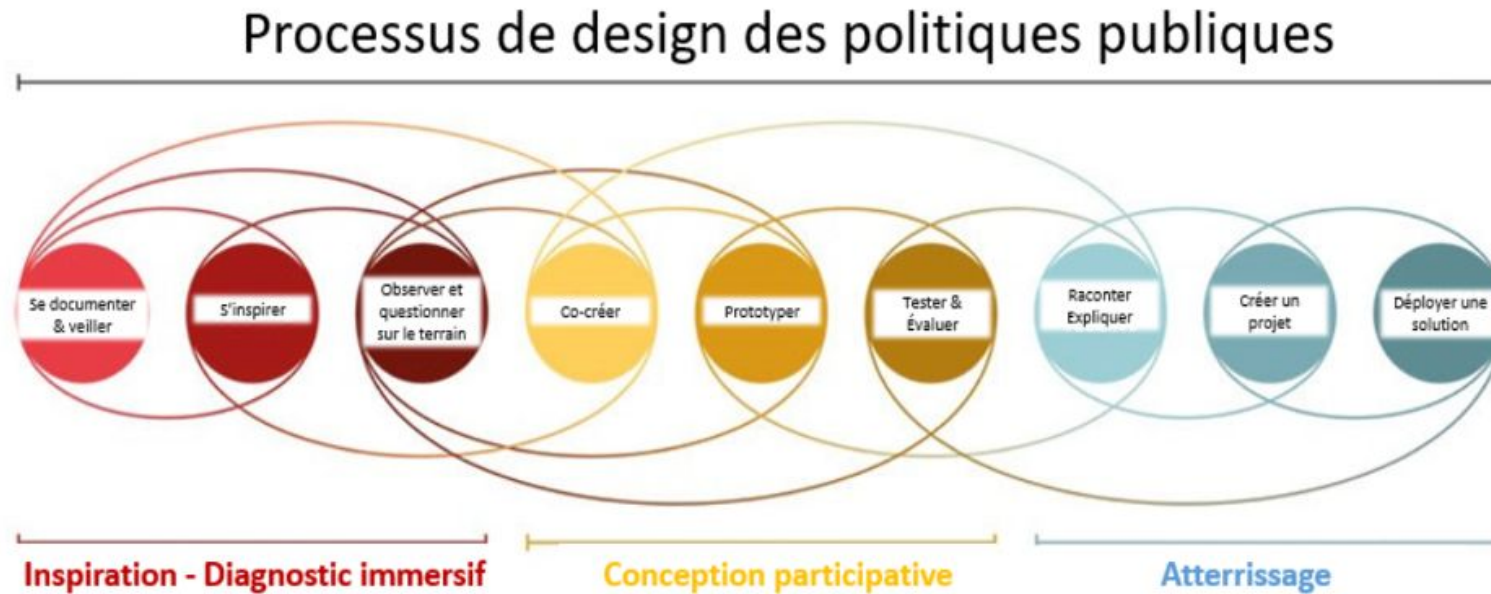 Processus de design des politiques publiques
Se documenter
& veiller
S'inspirer
Observer et
questionner
sur le terrain
Co-créer
Prototyper
Tester &
Évaluer
Raconter
Expliquer
Créer un
projet
Déployer une
solution
Inspiration - Diagnostic immersif
Conception participative
Atterrissage